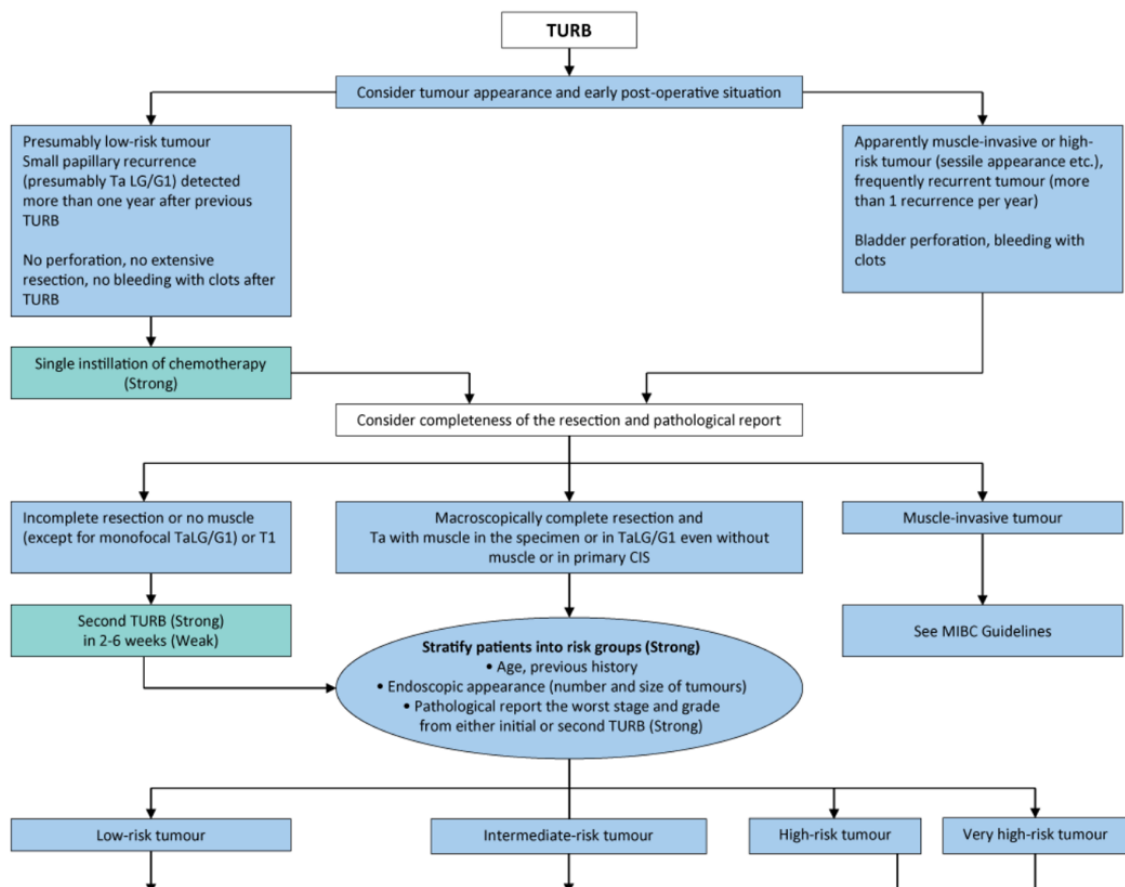 TURB
Consider tumour appearance and early post-operative situation
Presumably low-risk tumour
Small papillary recurrence
(presumably Ta LG/G1) detected
more than one year after previous
TURB
No perforation, no extensive
resection, no bleeding with clots after
TURB
Apparently muscle-invasive or high-
risk tumour (sessile appearance etc.),
frequently recurrent tumour (more
than 1 recurrence per year)
Bladder perforation, bleeding with
clots
Single instillation of chemotherapy
(Strong)
Consider completeness of the resection and pathological report
Incomplete resection or no muscle
(except for monofocal TaLG/G1) or T1
Macroscopically complete resection and
Ta with muscle in the specimen or in TaLG/G1 even without
muscle or in primary CIS
Muscle-invasive tumour
Second TURB (Strong)
in 2-6 weeks (Weak)
Stratify patients into risk groups (Strong)
• Age, previous history
• Endoscopic appearance (number and size of tumours)
• Pathological report the worst stage and grade
from either initial or second TURB (Strong)
See MIBC Guidelines
Low-risk tumour
Intermediate-risk tumour
High-risk tumour
Very high-risk tumour